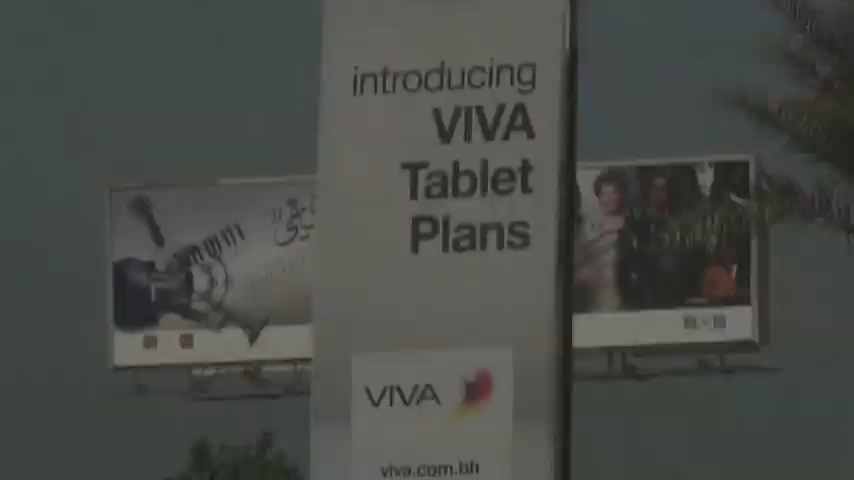 introducing
VIVA
Tablet
Plans
VIVA
viva.com.bh